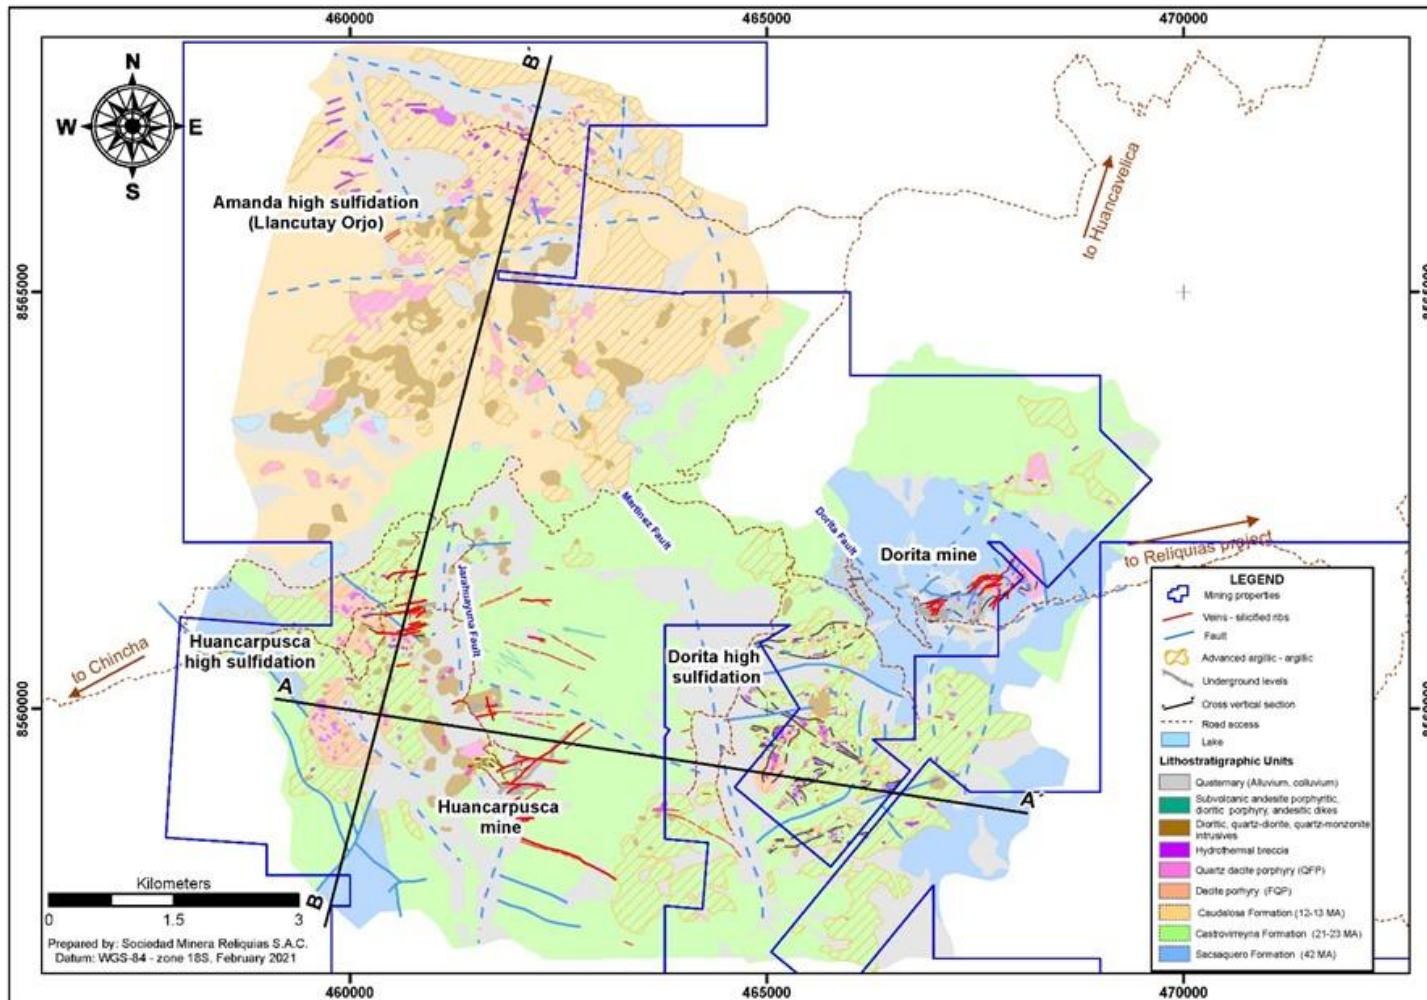 460000
465000
470000
N
W
E
S
B´
Amanda high sulfidation
(Llancutay Orjo)
to Huancavelica
8565000
8565000
Martinez Fault
Dorita Fault
Dorita mine
to Reliquias project
Jarahuayuna Fault
Huancarpusca
high sulfidation
to Chincha
Dorita high
sulfidation
A
8560000
8560000
Huancarpusca
mine
A´
B
Kilometers
0
1.5
3
Prepared by: Sociedad Minera Reliquias S.A.C.
Datum: WGS-84 - zone 18S. February 2021
LEGEND
Mining properties
Veins - silicified ribs
Fault
Advanced argillic - argillic
Underground levels
Cross vertical section
Road access
Lake
Lithostratigraphic Units
Quaternary (Alluvium, colluvium)
Subvolcanic andesite porphyritic,
dioritic porphyry, andesitic dikes
Dioritic, quartz-diorite, quartz-monzonite
intrusives
Hydrothermal breccia
Quartz dacite porphyry (QFP)
Dacite porhyry (FQP)
Caudalosa Formation (12-13 MA)
Castrovirreyna Formation (21-23 MA)
Sacsaquero Formation (42 MA)
460000
465000
470000